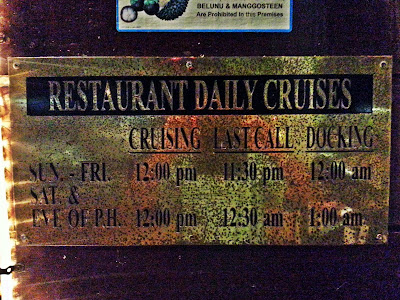 BELUNU & MANGGOSTEEN
Are Prohibited In this Premises
RESTAURANT DAILY CRUISES
CRUISING LAST CALL DOCKING
SUN. - FRI. 12:00 pm 11:30 pm 12:00 am
SAT. &
EVE OF P.H. 12:00 pm 12:30 am 1:00 am